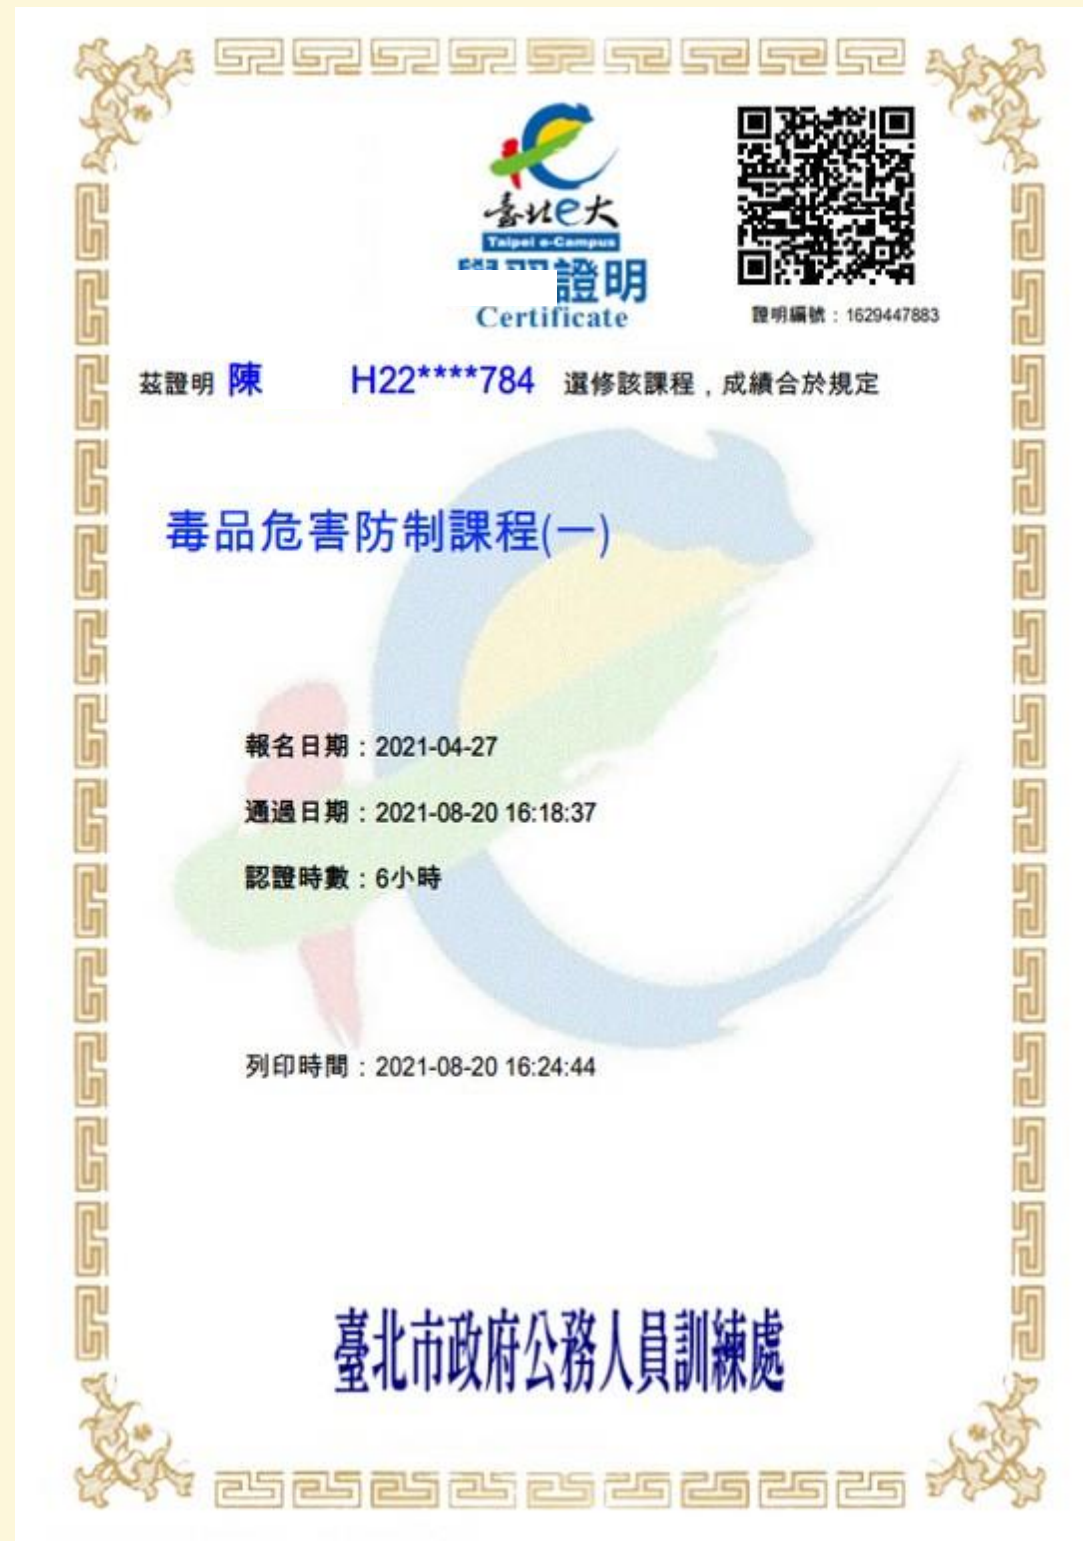 臺北e大
Taipei e-Campus
證明
Certificate
證明編號：1629447883
茲證明 陳 H22****784 選修該課程，成績合於規定
毒品危害防制課程(一)
報名日期：2021-04-27
通過日期：2021-08-20 16:18:37
認證時數：6小時
列印時間：2021-08-20 16:24:44
臺北市政府公務人員訓練處